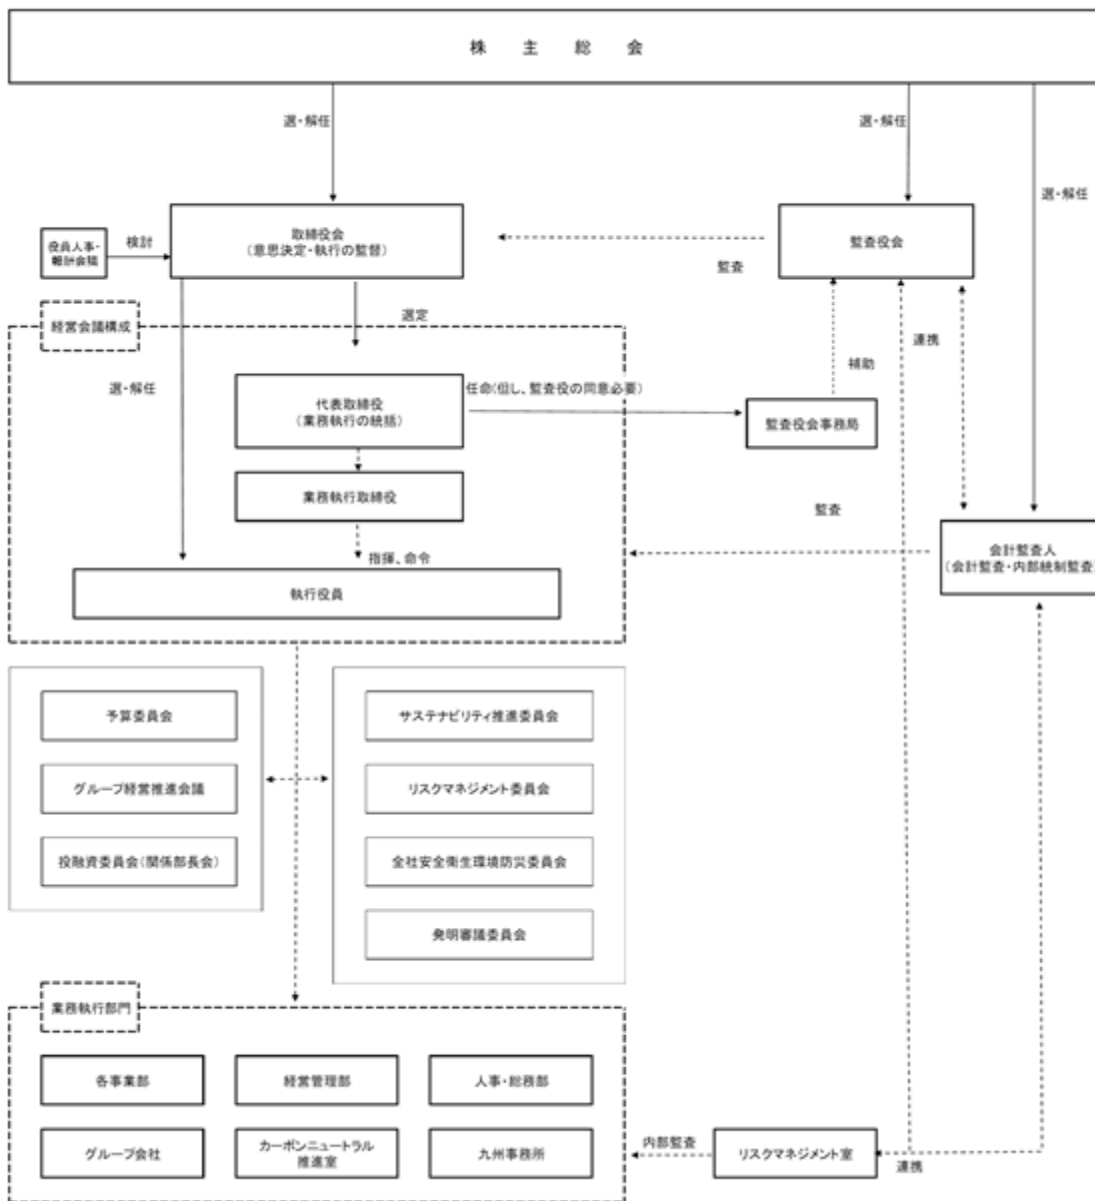 株 主 総 会
選・解任
選・解任
選・解任
役員人事・
報酬会議
検討
取締役会
(意思決定・執行の監督)
監査役会
監査
経営会議構成
選定
連携
選・解任
補助
代表取締役
(業務執行の統括)
任命(但し、監査役の同意必要)
監査役会事務局
業務執行取締役
監査
会計監査人
(会計監査・内部統制監査)
指揮、命令
執行役員
予算委員会
サステナビリティ推進委員会
グループ経営推進会議
リスクマネジメント委員会
投融資委員会(関係部長会)
全社安全衛生環境防災委員会
発明審議委員会
業務執行部門
各事業部
経営管理部
人事・総務部
グループ会社
カーボンニュートラル
推進室
九州事務所
内部監査
リスクマネジメント室
連携